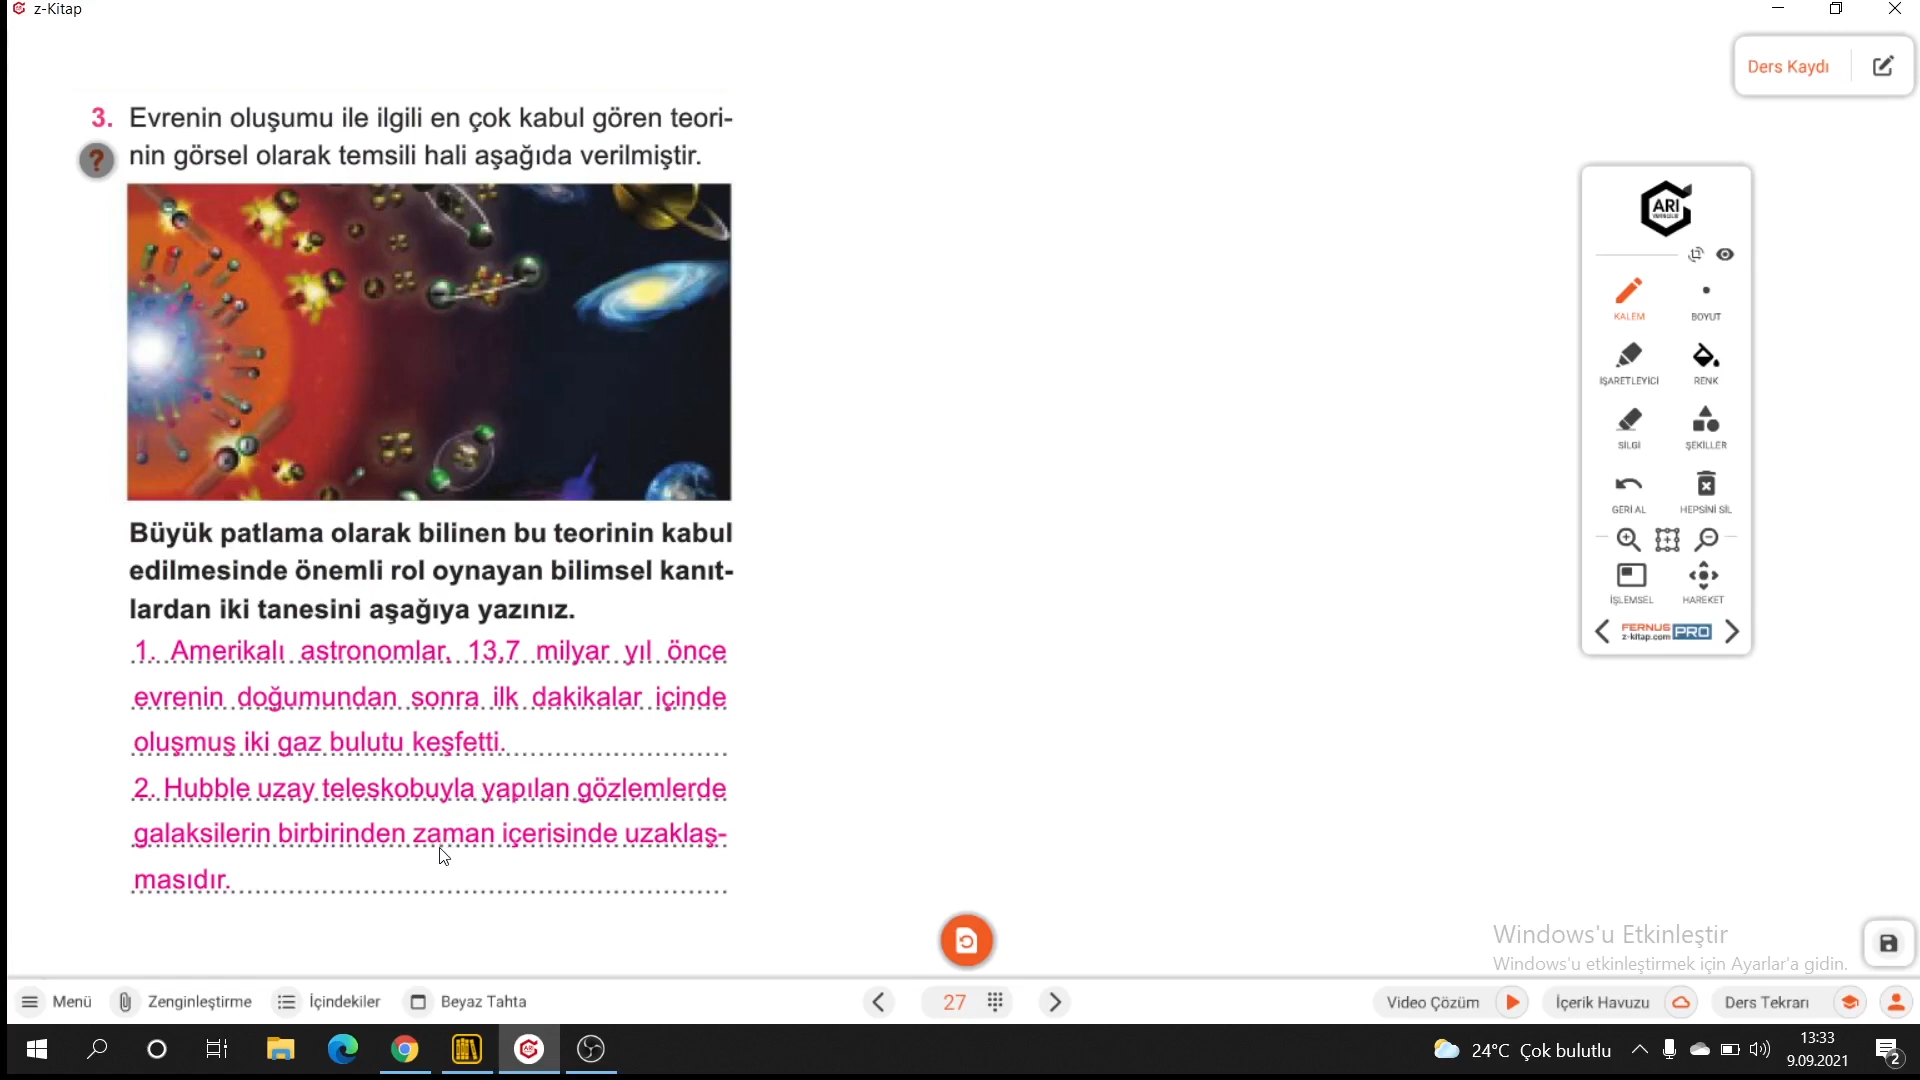 z-Kitap
Ders Kaydı
3. Evrenin oluşumu ile ilgili en çok kabul gören teori-
nin görsel olarak temsili hali aşağıda verilmiştir.
?
Büyük patlama olarak bilinen bu teorinin kabul
edilmesinde önemli rol oynayan bilimsel kanıt-
lardan iki tanesini aşağıya yazınız.
1. Amerikalı astronomlar, 13,7 milyar yıl önce
evrenin doğumundan sonra ilk dakikalar içinde
oluşmuş iki gaz bulutu keşfetti.
2. Hubble uzay teleskobuyla yapılan gözlemlerde
galaksilerin birbirinden zaman içerisinde uzaklaş-
masıdır.
ARI
KALEM BOYUT
İŞARETLEYİCİ RENK
SİLGİ ŞEKİLLER
GERİ AL HEPSİNİ SİL
İŞLEMSEL HAREKET
FERNUS
z-kitap.com PRO
Windows'u Etkinleştir
Windows'u etkinleştirmek için Ayarlar'a gidin.
Menü Zenginleştirme İçindekiler Beyaz Tahta 27 Video Çözüm İçerik Havuzu Ders Tekrarı
24°C Çok bulutlu 13:33
9.09.2021 2